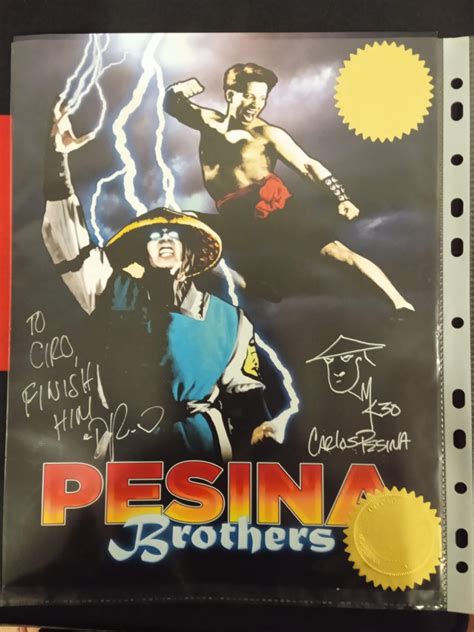 TO
CIRO,
FINISH
HIM
MK30
CARLOS PESINA
PESINA
Brothers